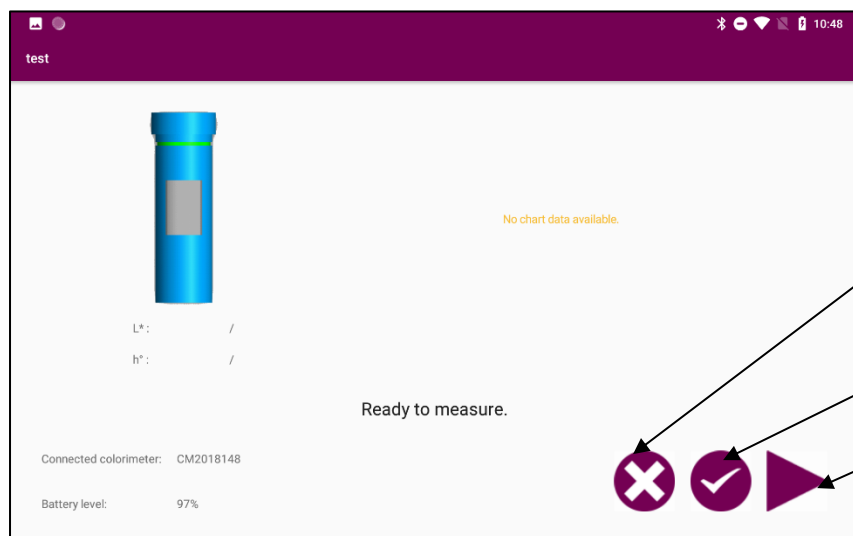 10:48
test
No chart data available.
L* : /
h° : /
Ready to measure.
Connected colorimeter: CM2018148
Battery level: 97%